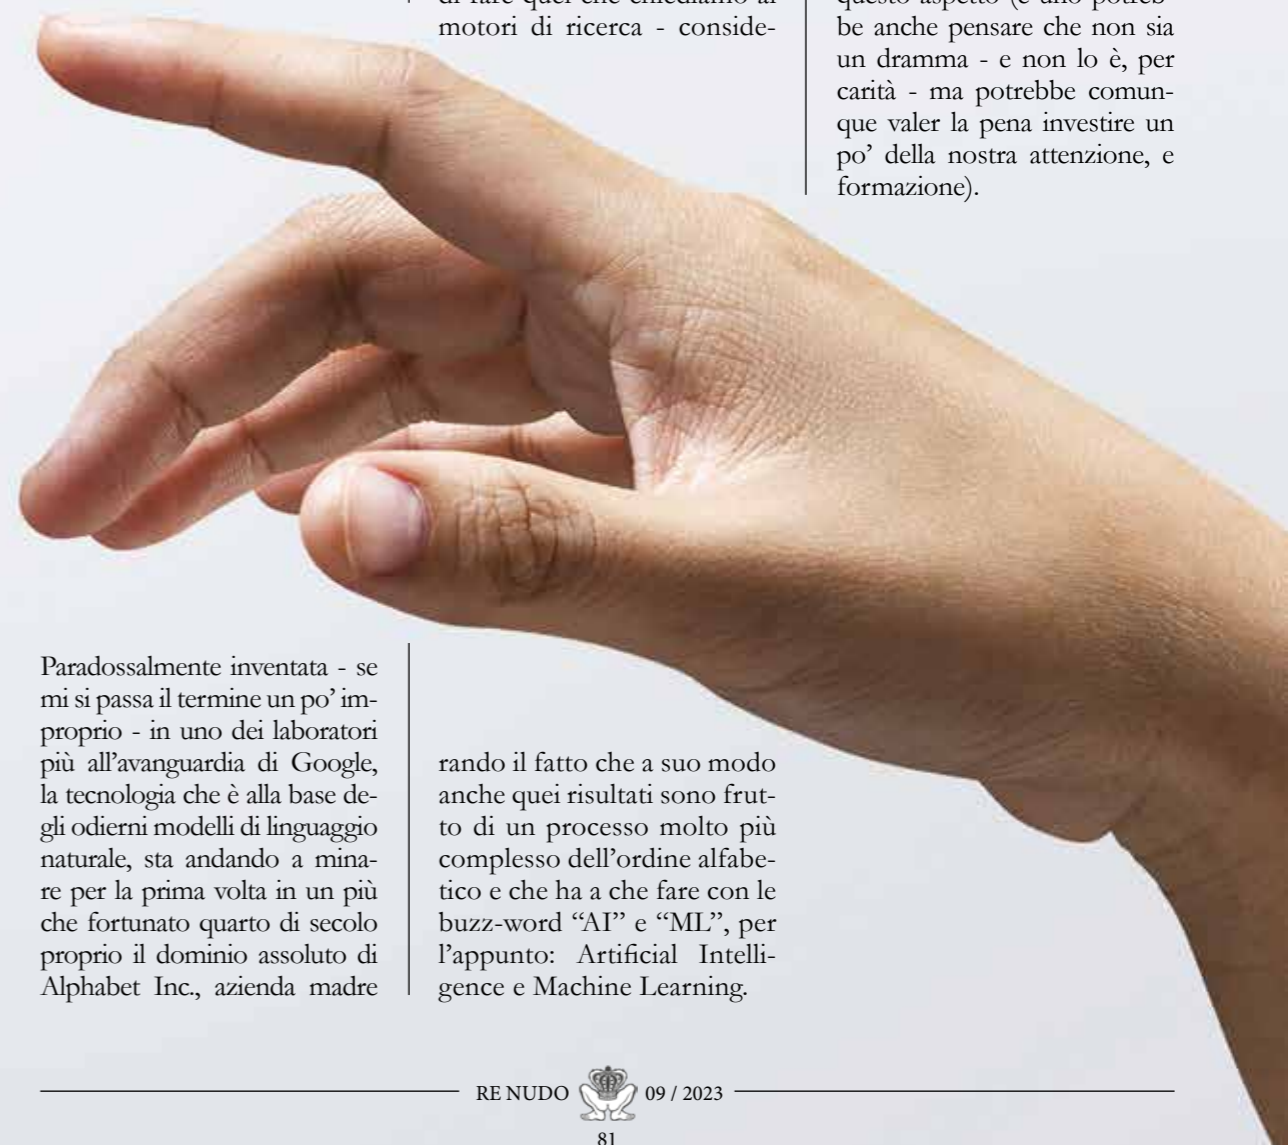 Paradossalmente inventata - se
mi si passa il termine un po’ im-
proprio - in uno dei laboratori
più all’avanguardia di Google,
la tecnologia che è alla base de-
gli odierni modelli di linguaggio
naturale, sta andando a mina-
re per la prima volta in un più
che fortunato quarto di secolo
proprio il dominio assoluto di
Alphabet Inc., azienda madre
di fare quel che chiediamo ai
motori di ricerca - conside-
rando il fatto che a suo modo
anche quei risultati sono frut-
to di un processo molto più
complesso dell’ordine alfabe-
tico e che ha a che fare con le
buzz-word “AI” e “ML”, per
l’appunto: Artificial Intelli-
gence e Machine Learning.
questo aspetto (e uno potreb-
be anche pensare che non sia
un dramma - e non lo è, per
carità - ma potrebbe comun-
que valer la pena investire un
po’ della nostra attenzione, e
formazione).
RE NUDO 09 / 2023
81